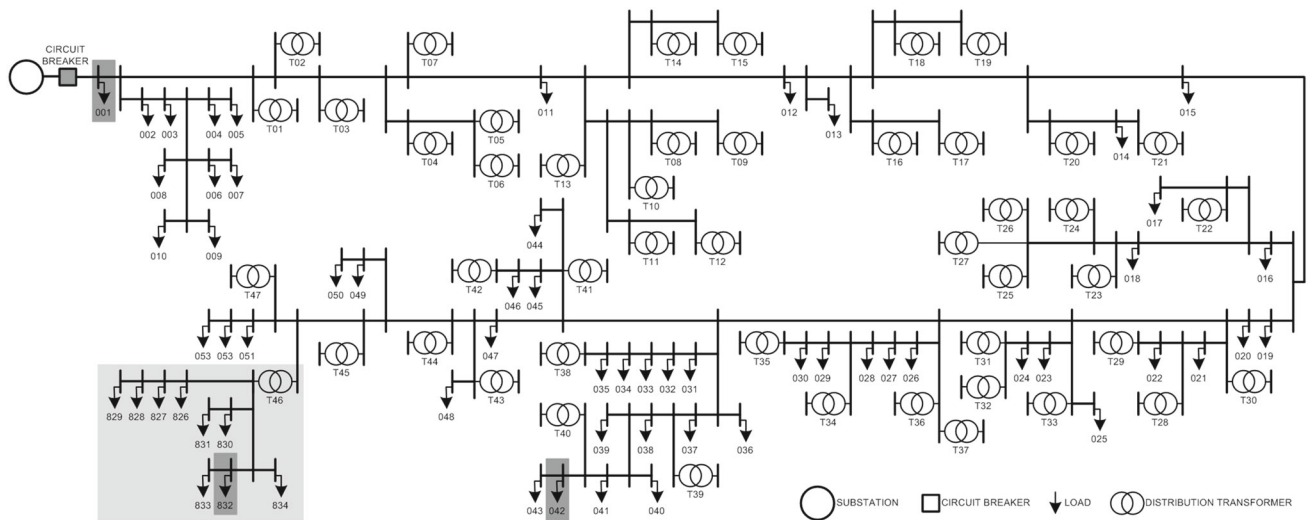 T02
T07
T14
T15
T18
T19
CIRCUIT
BREAKER
001
002
003
004
005
T01
T03
T04
T05
T06
011
T13
T08
T09
012
013
T16
T17
T20
014
T21
015
008
006
007
T10
010
009
T11
T12
044
T26
T24
017
T22
T27
T25
T23
018
016
T47
050
049
T42
046
045
T41
053
053
051
T45
T44
047
T38
035
034
033
032
031
T35
030
029
028
027
026
T31
024
023
T29
022
021
020
019
T46
829
828
827
826
048
T43
T40
039
038
037
036
T34
T36
T32
T33
025
T28
T30
831
830
T37
833
832
834
043
042
041
040
T39
SUBSTATION
CIRCUIT BREAKER
LOAD
DISTRIBUTION TRANSFORMER